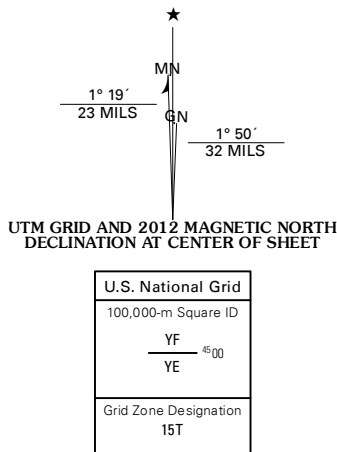 ★
MN
1° 19´
23 MILS
GN
1° 50´
32 MILS
UTM GRID AND 2012 MAGNETIC NORTH
DECLINATION AT CENTER OF SHEET
U.S. National Grid
100,000-m Square ID
YF
4500
YE
Grid Zone Designation
15T